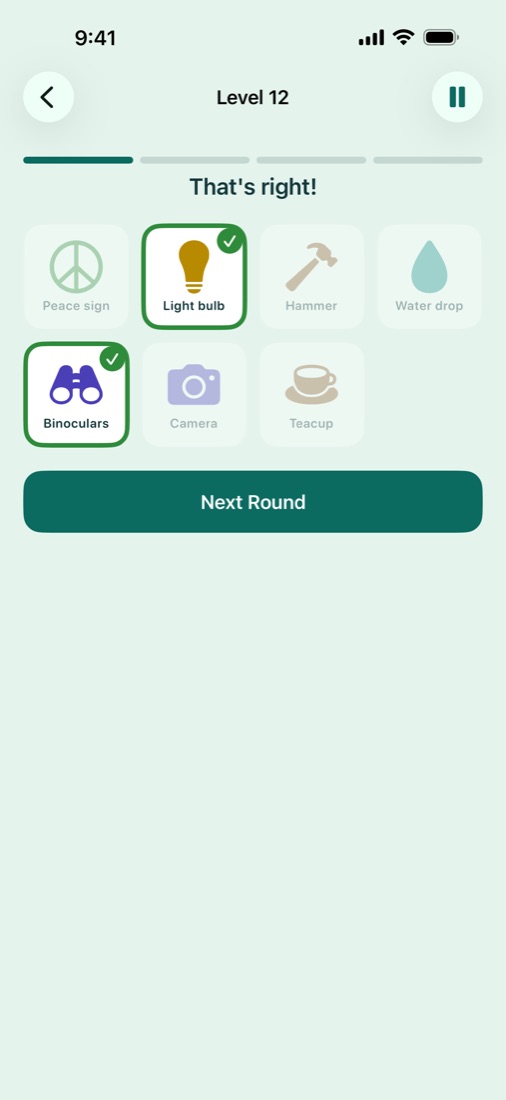 9:41
Level 12
That's right!
Peace sign
Light bulb
Hammer
Water drop
Binoculars
Camera
Teacup
Next Round